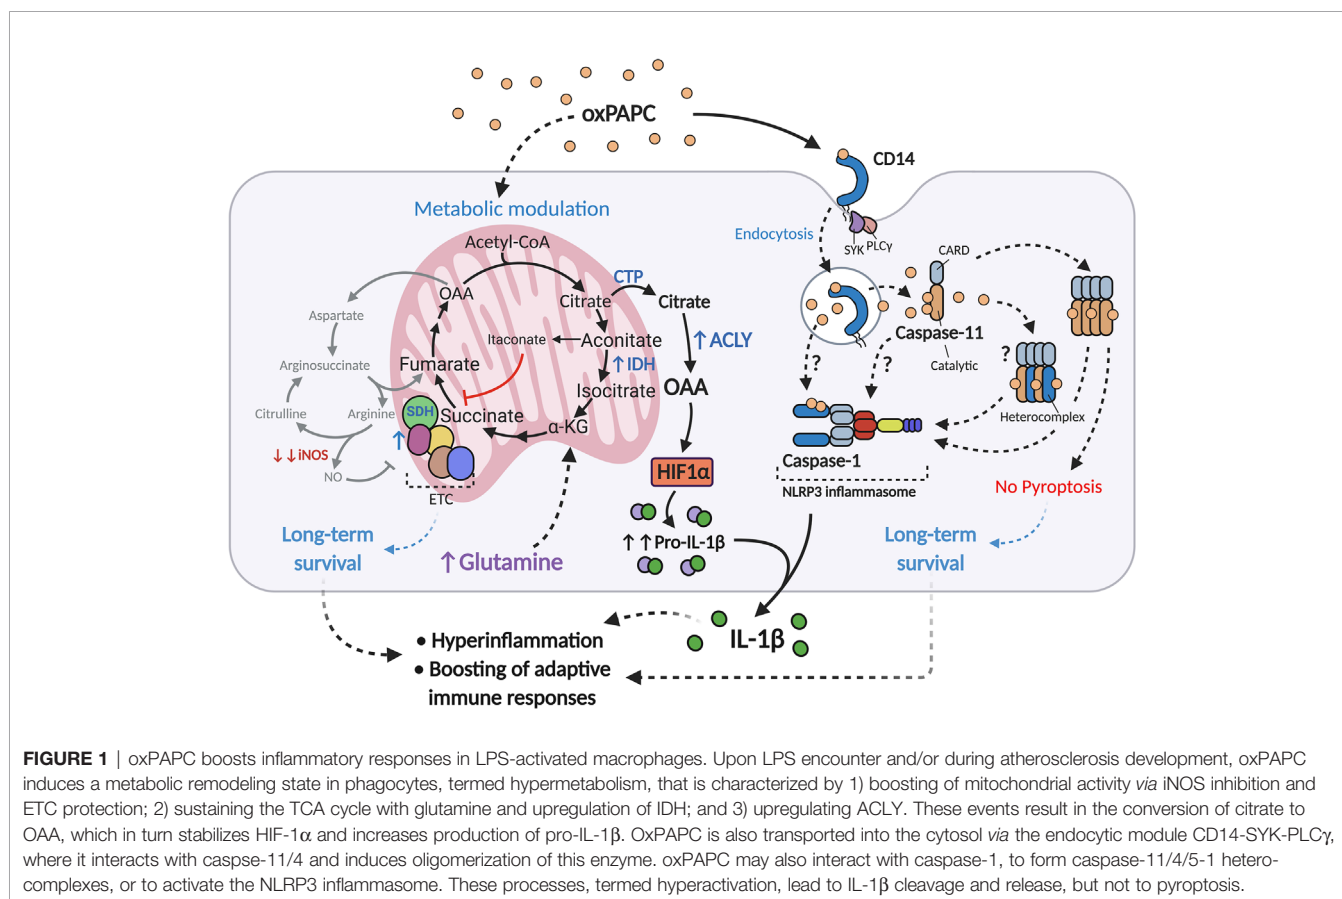 oxPAPC
CD14
Metabolic modulation
Endocytosis
SYK
PLCγ
CARD
Acetyl-CoA
CTP
OAA
Citrate
Citrate
Aspartate
Itaconate
Aconitate
↑ACLY
Caspase-11
?
?
?
Catalytic
Arginosuccinate
Fumarate
↑IDH
Isocitrate
OAA
Citrulline
Arginine
SDH
Succinate
α-KG
Heterocomplex
↓↓iNOS
↑
NO
ETC
HIF1α
Caspase-1
NLRP3 inflammasome
No Pyroptosis
Long-term
survival
↑Glutamine
↑↑Pro-IL-1β
Long-term
survival
IL-1β
• Hyperinflammation
• Boosting of adaptive
immune responses
FIGURE 1 | oxPAPC boosts inflammatory responses in LPS-activated macrophages. Upon LPS encounter and/or during atherosclerosis development, oxPAPC
induces a metabolic remodeling state in phagocytes, termed hypermetabolism, that is characterized by 1) boosting of mitochondrial activity via iNOS inhibition and
ETC protection; 2) sustaining the TCA cycle with glutamine and upregulation of IDH; and 3) upregulating ACLY. These events result in the conversion of citrate to
OAA, which in turn stabilizes HIF-1α and increases production of pro-IL-1β. OxPAPC is also transported into the cytosol via the endocytic module CD14-SYK-PLCγ,
where it interacts with caspse-11/4 and induces oligomerization of this enzyme. oxPAPC may also interact with caspase-1, to form caspase-11/4/5-1 hetero-
complexes, or to activate the NLRP3 inflammasome. These processes, termed hyperactivation, lead to IL-1β cleavage and release, but not to pyroptosis.